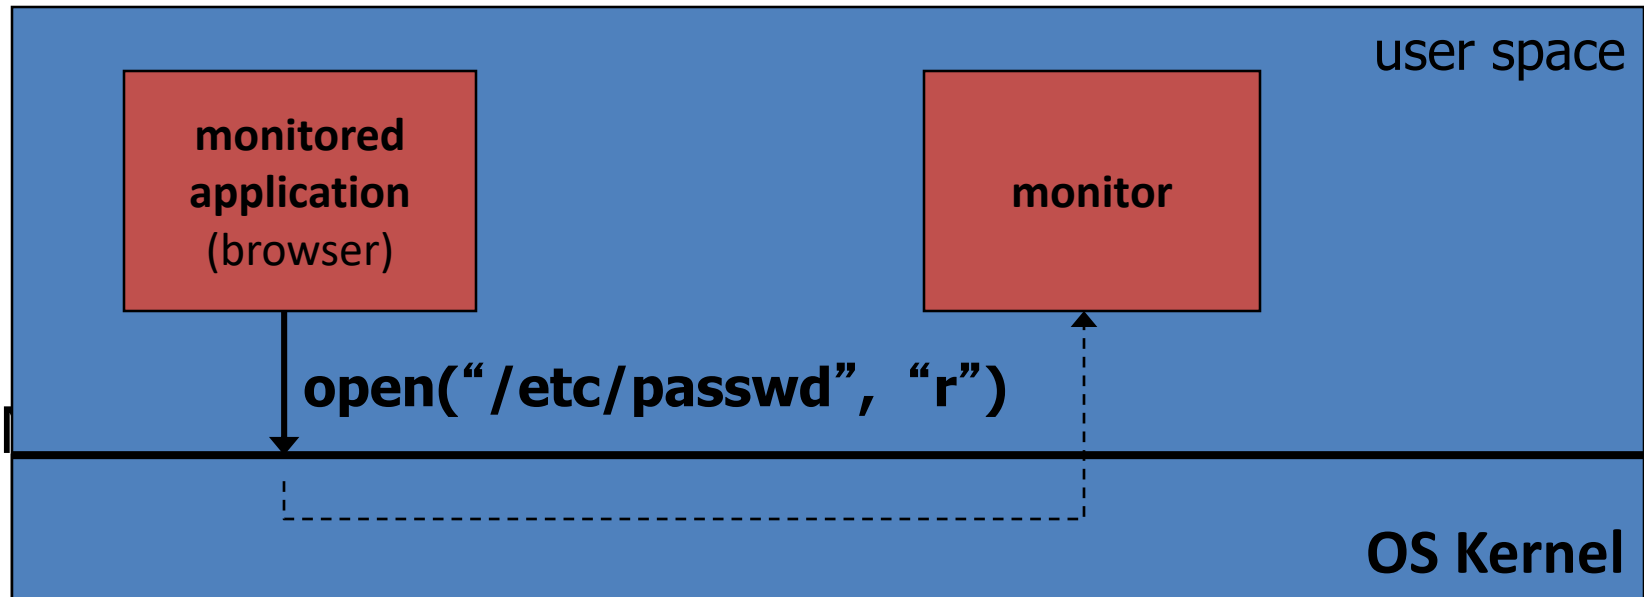 user space
monitored
application
(browser)
monitor
open(“/etc/passwd”, “r”)
OS Kernel